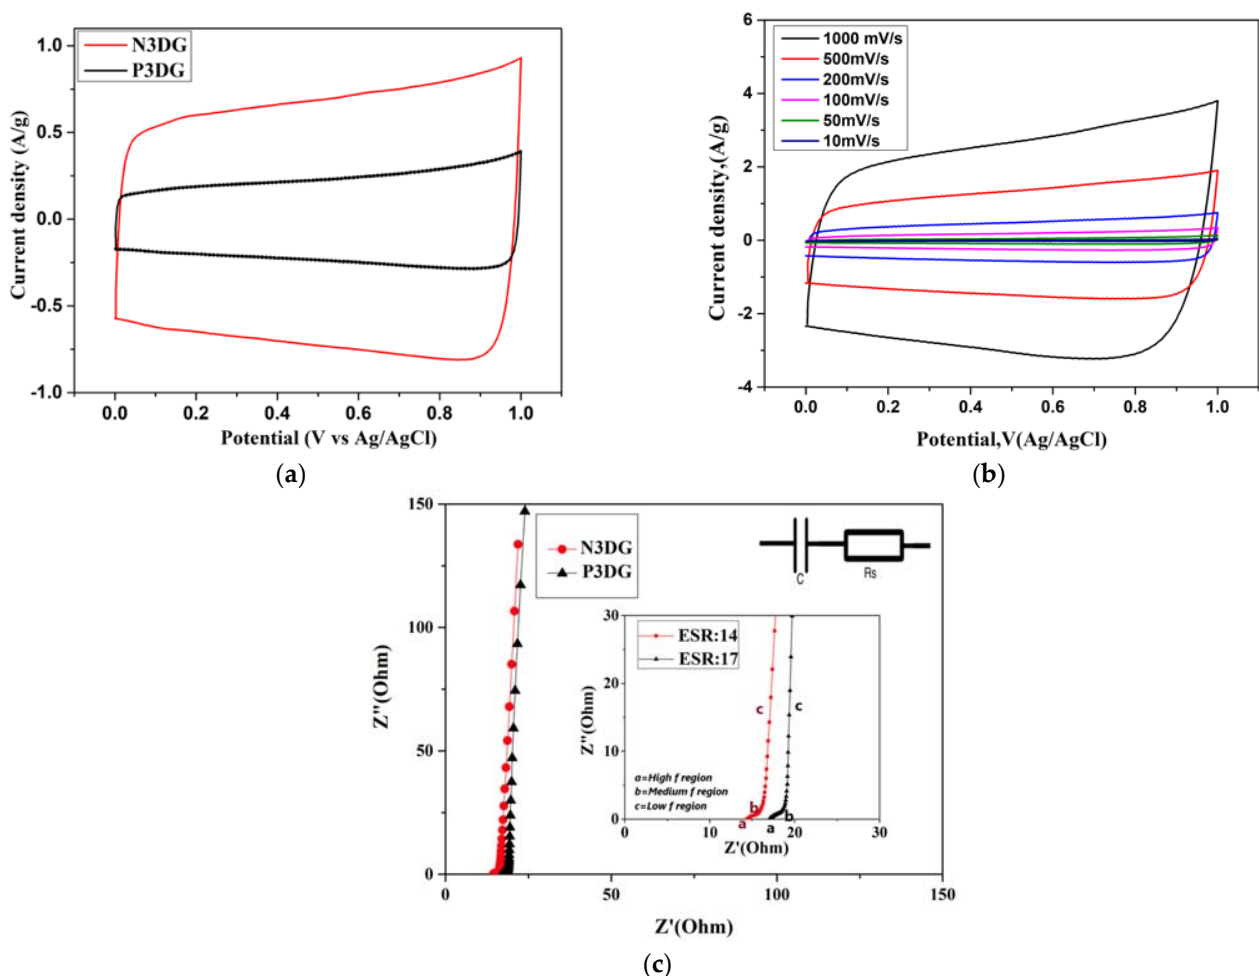 N3DG
P3DG
1.0
0.5
0.0
-0.5
-1.0
Current density (A/g)
0.0 0.2 0.4 0.6 0.8 1.0
Potential (V vs Ag/AgCl)
(a)
1000 mV/s
500mV/s
200mV/s
100mV/s
50mV/s
10mV/s
6
4
2
0
-2
-4
Current density,(A/g)
0.0 0.2 0.4 0.6 0.8 1.0
Potential,V(Ag/AgCl)
(b)
150
100
50
0
Z''(Ohm)
N3DG
P3DG
C
Rs
30
20
10
0
Z''(Ohm)
ESR:14
ESR:17
c
c
a=High f region
b=Medium f region
c=Low f region
b
b
a
a
0 10 20 30
Z'(Ohm)
0 50 100 150
Z'(Ohm)
(c)